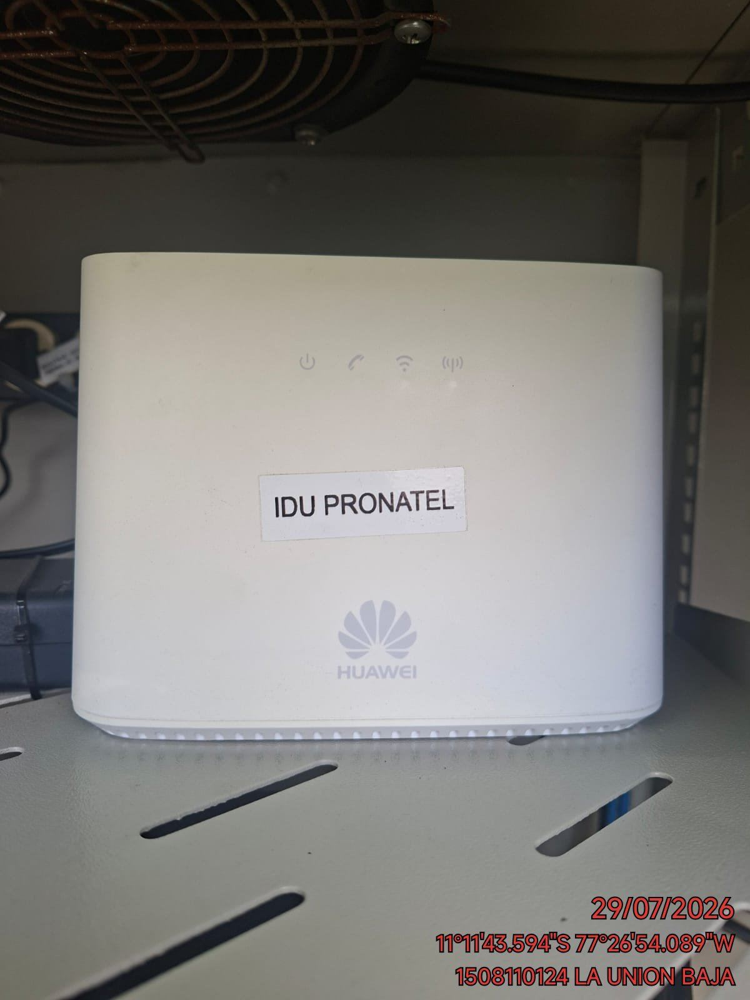 IDU PRONATEL
HUAWEI
29/07/2026
11°11'43.594"S 77°26'54.089"W
1508110124 LA UNION BAJA